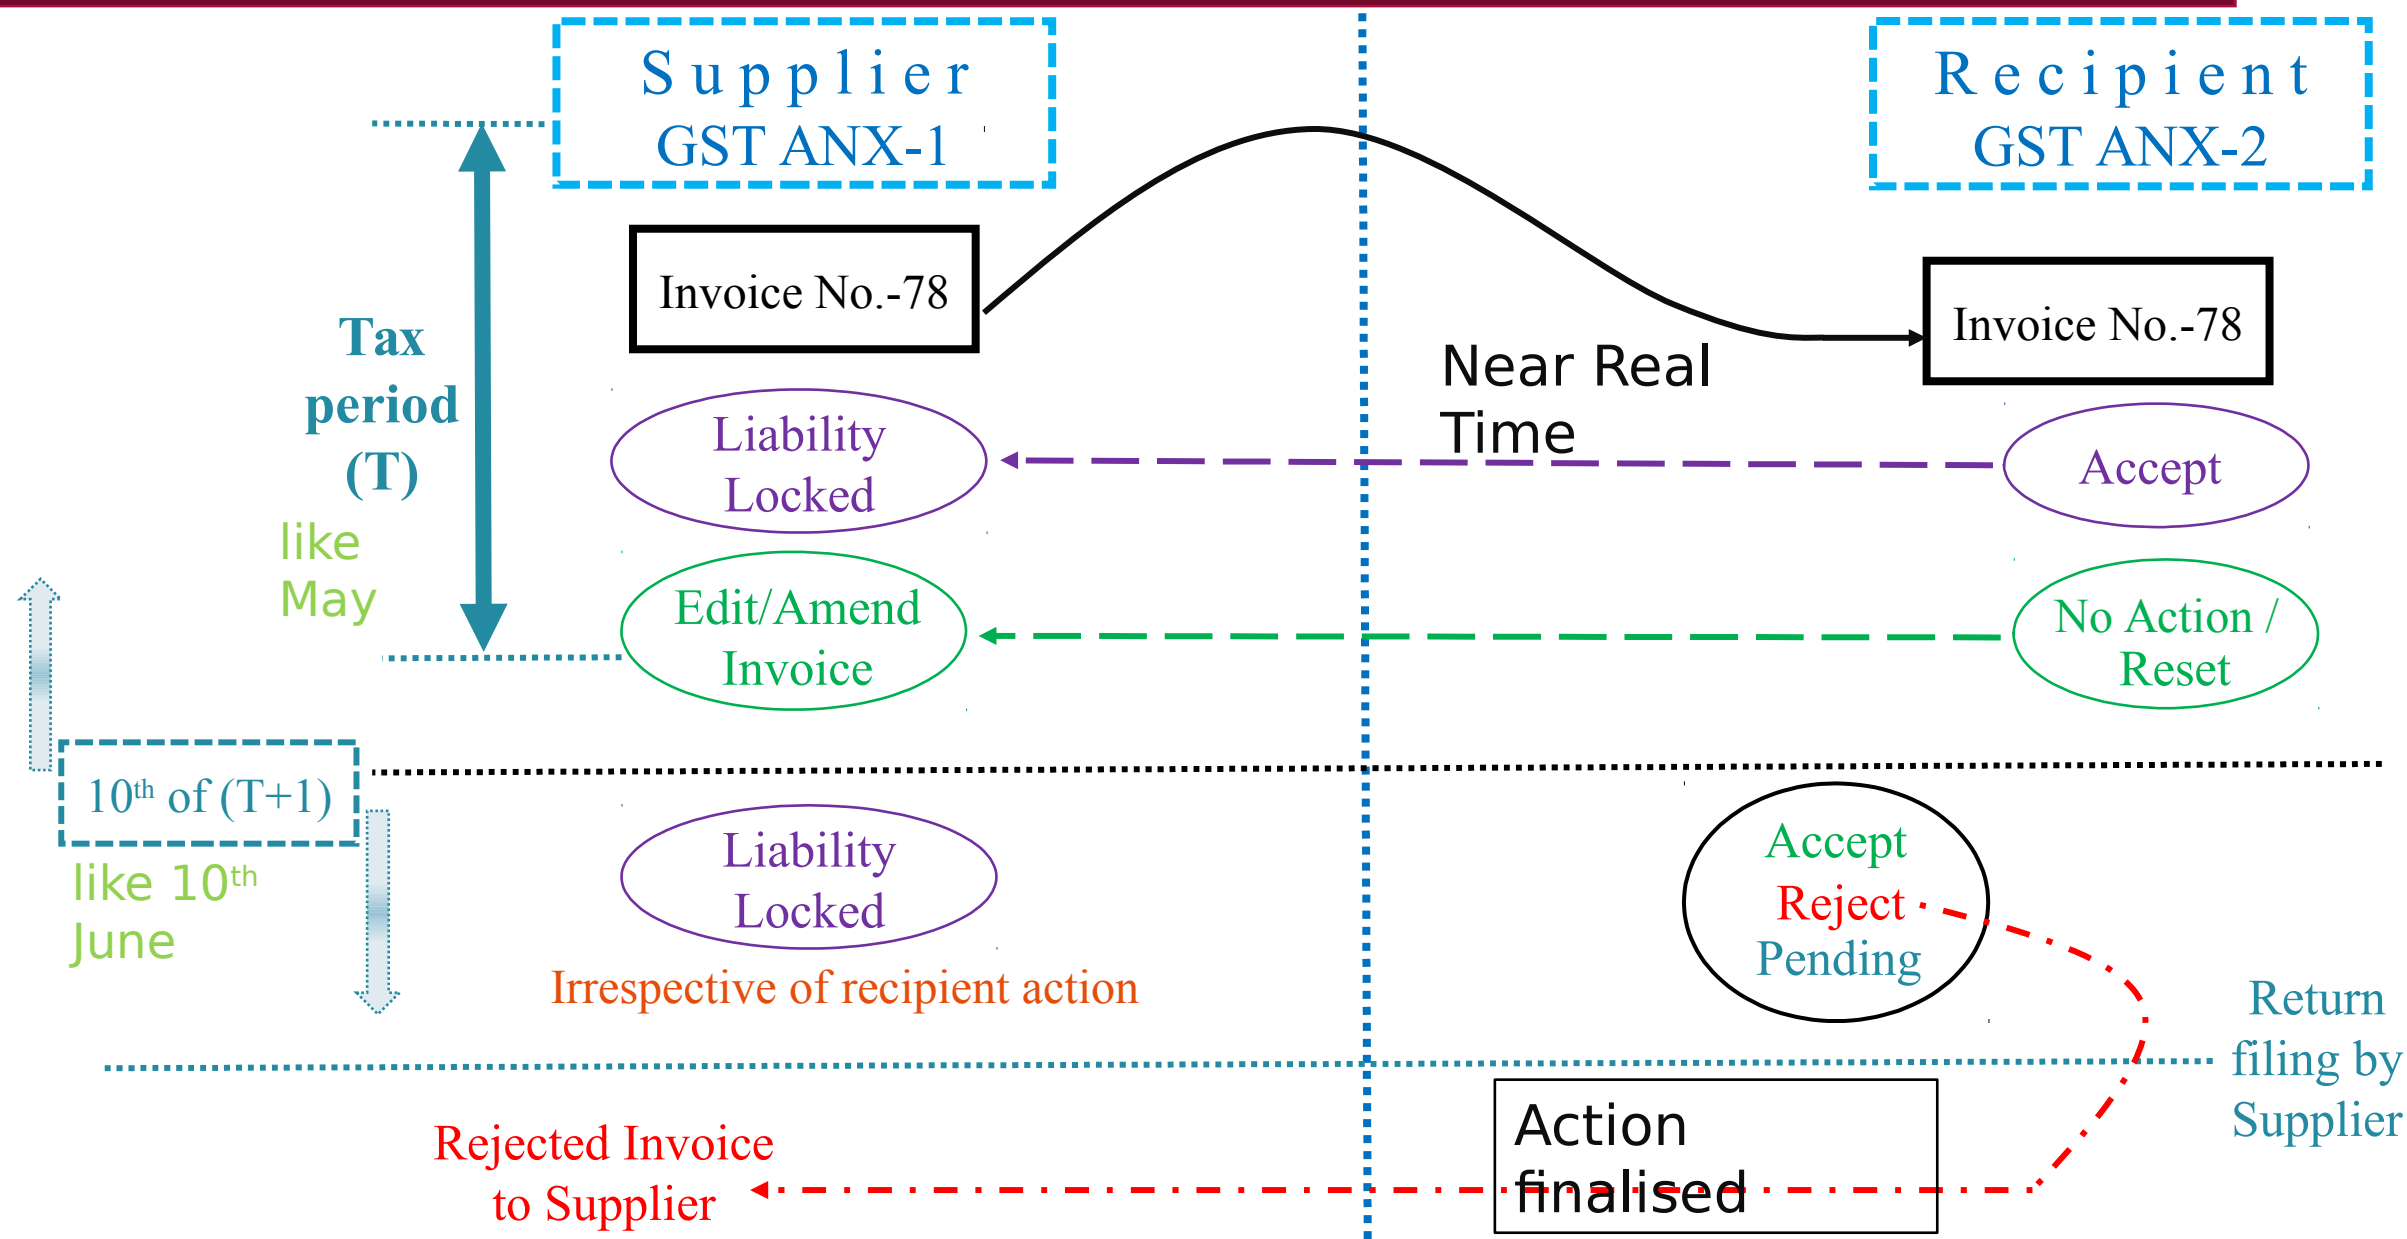 S u p p l i e r
GST ANX-1
R e c i p i e n t
GST ANX-2
Invoice No.-78
Invoice No.-78
Tax
period
(T)
like
May
Near Real
Time
Liability
Locked
Accept
Edit/Amend
Invoice
No Action /
Reset
10th of (T+1)
like 10th
June
Liability
Locked
Irrespective of recipient action
Accept
Reject
Pending
Return
filing by
Supplier
Action
finalised
Rejected Invoice
to Supplier